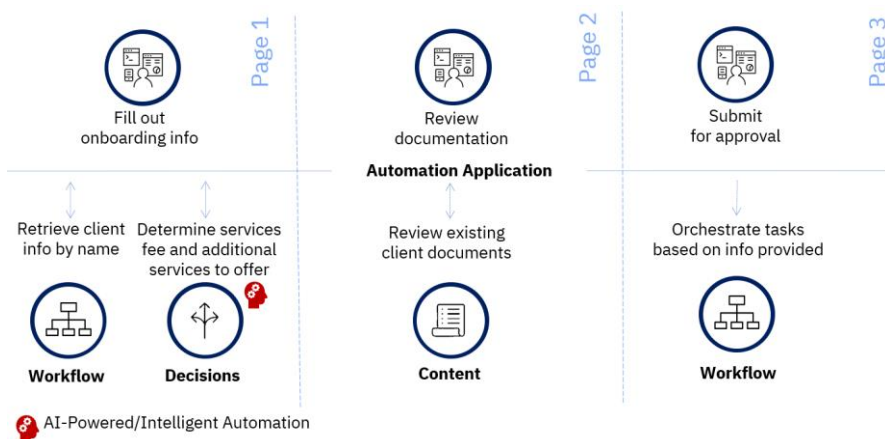 Page 1
Page 2
Page 3
Fill out
onboarding info
Review
documentation
Submit
for approval
Automation Application
Retrieve client
info by name
Determine services
fee and additional
services to offer
Review existing
client documents
Orchestrate tasks
based on info provided
Workflow
Decisions
Content
Workflow
AI-Powered/Intelligent Automation